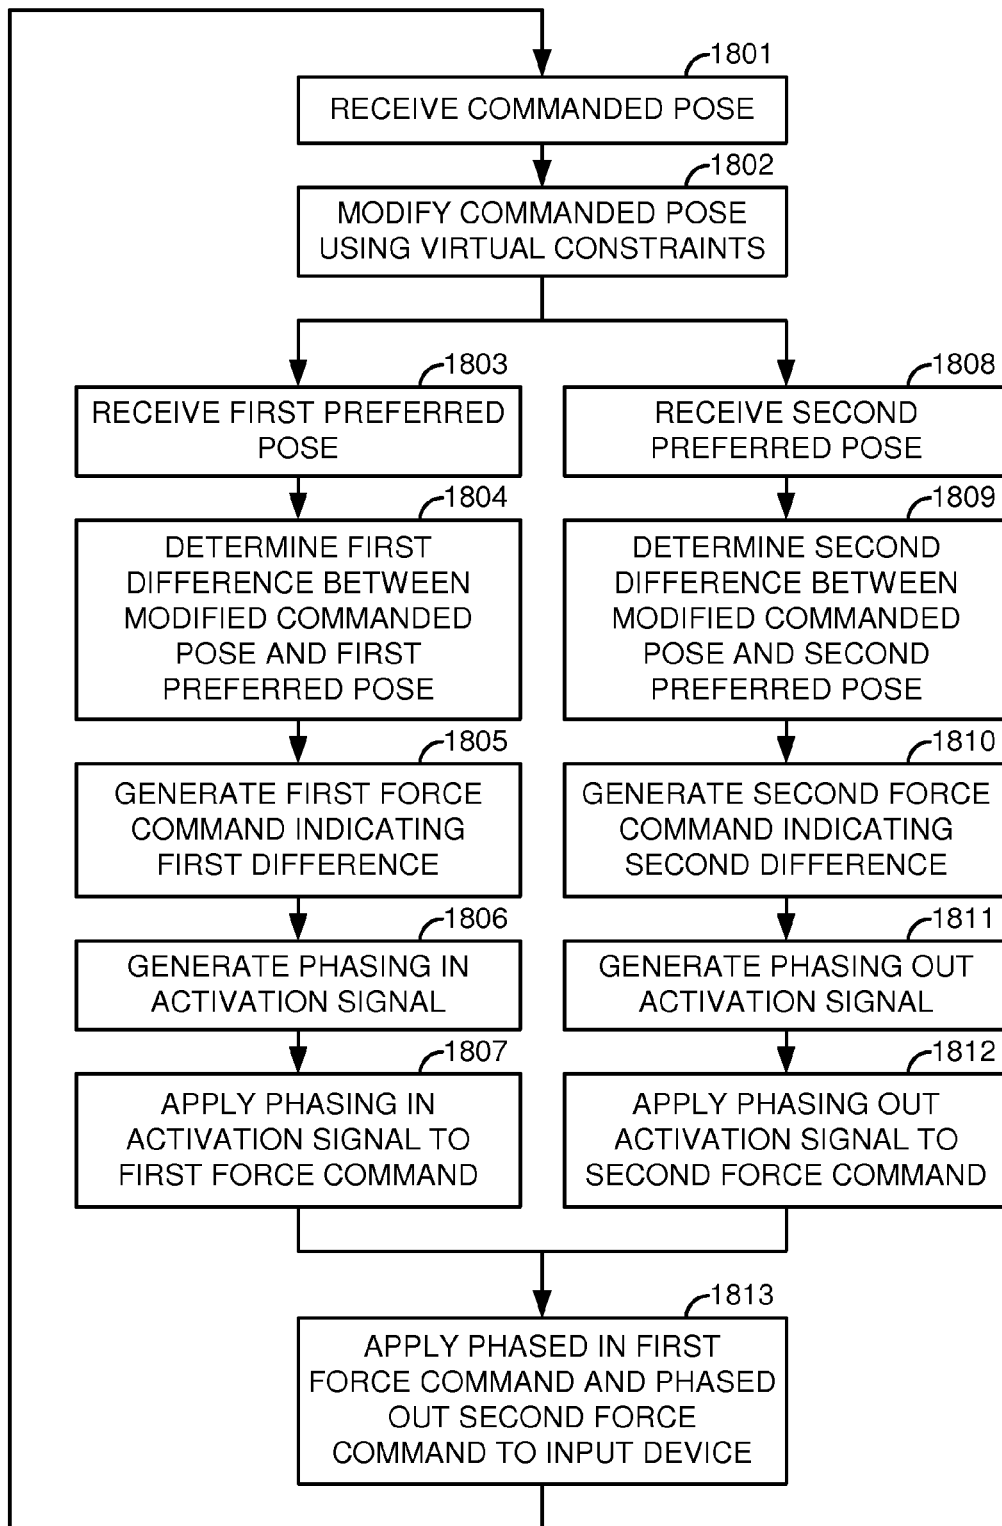 1801
RECEIVE COMMANDED POSE
1802
MODIFY COMMANDED POSE
USING VIRTUAL CONSTRAINTS
1803
RECEIVE FIRST PREFERRED
POSE
1804
DETERMINE FIRST
DIFFERENCE BETWEEN
MODIFIED COMMANDED
POSE AND FIRST
PREFERRED POSE
1805
GENERATE FIRST FORCE
COMMAND INDICATING
FIRST DIFFERENCE
1806
GENERATE PHASING IN
ACTIVATION SIGNAL
1807
APPLY PHASING IN
ACTIVATION SIGNAL TO
FIRST FORCE COMMAND
1808
RECEIVE SECOND
PREFERRED POSE
1809
DETERMINE SECOND
DIFFERENCE BETWEEN
MODIFIED COMMANDED
POSE AND SECOND
PREFERRED POSE
1810
GENERATE SECOND FORCE
COMMAND INDICATING
SECOND DIFFERENCE
1811
GENERATE PHASING OUT
ACTIVATION SIGNAL
1812
APPLY PHASING OUT
ACTIVATION SIGNAL TO
SECOND FORCE COMMAND
1813
APPLY PHASED IN FIRST
FORCE COMMAND AND PHASED
OUT SECOND FORCE
COMMAND TO INPUT DEVICE